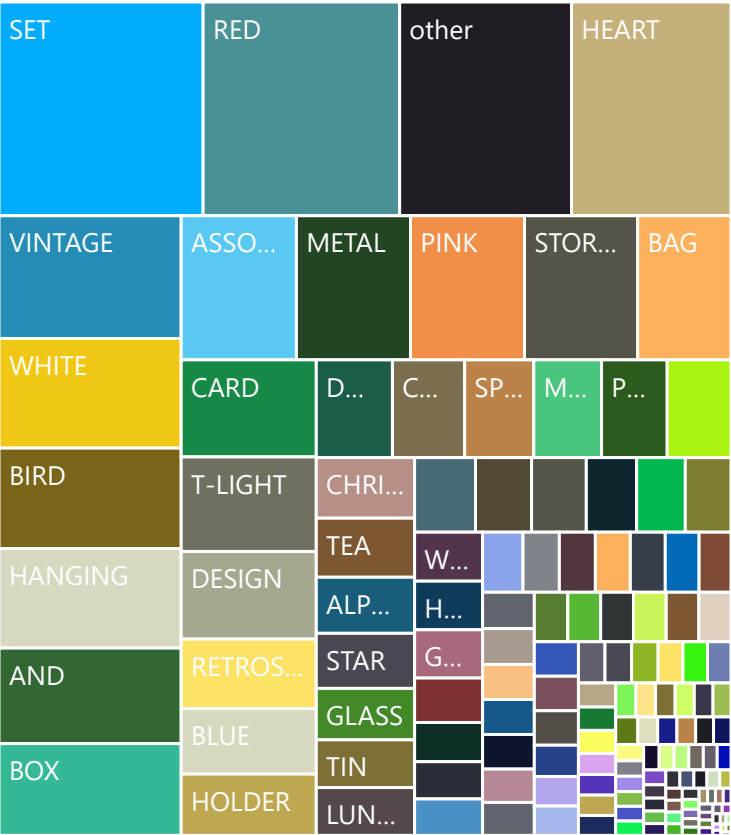 SET
RED
other
HEART
VINTAGE
ASSO...
METAL
PINK
STOR...
BAG
WHITE
CARD
D...
C...
SP...
M...
P...
BIRD
T-LIGHT
CHRI...
HANGING
TEA
W...
DESIGN
ALP...
H...
AND
RETROS...
STAR
G...
GLASS
BLUE
BOX
TIN
HOLDER
LUN...